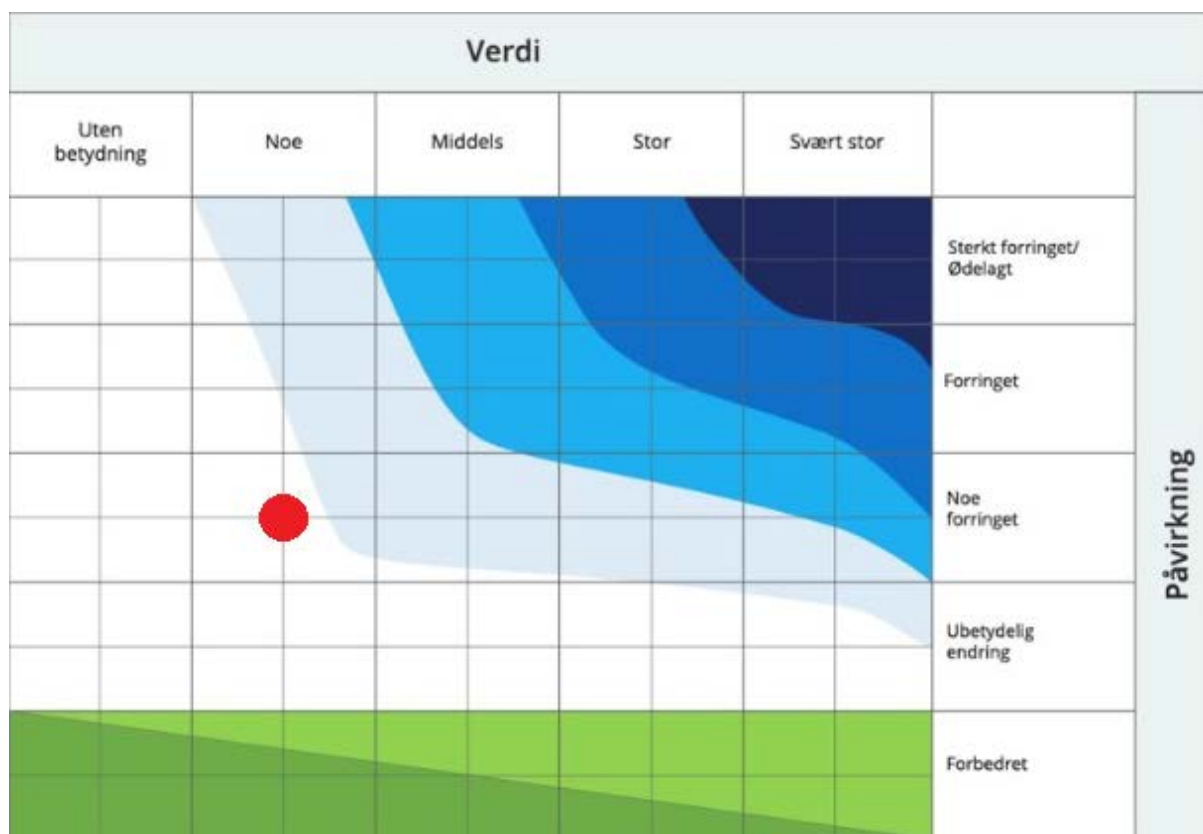 Verdi
Uten
betydning
Noe
Middels
Stor
Svært stor
Sterkt forringet/
Ødelagt
Forringet
Noe
forringet
Ubetydelig
endring
Forbedret
Påvirkning